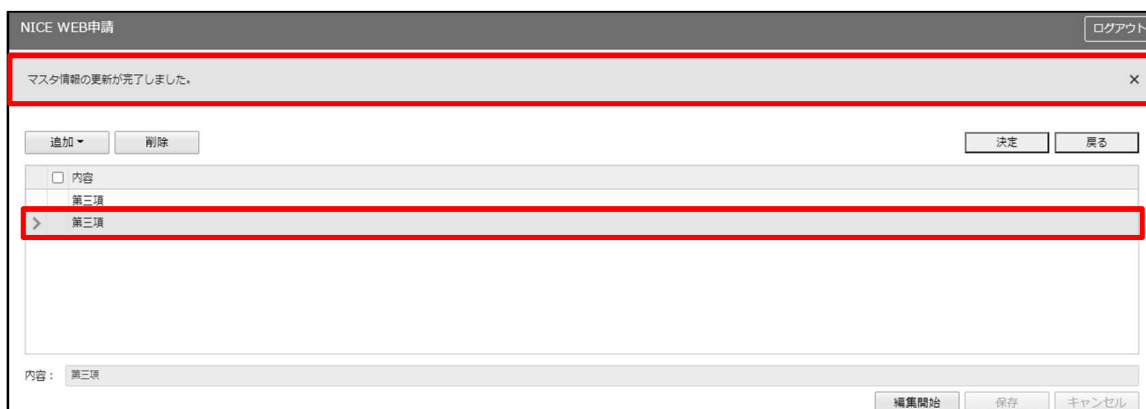 NICE WEB申請 ログアウト
マスタ情報の更新が完了しました。 ×
追加 削除 決定 戻る
内容
第三項
第三項
内容： 第三項
編集開始 保存 キャンセル